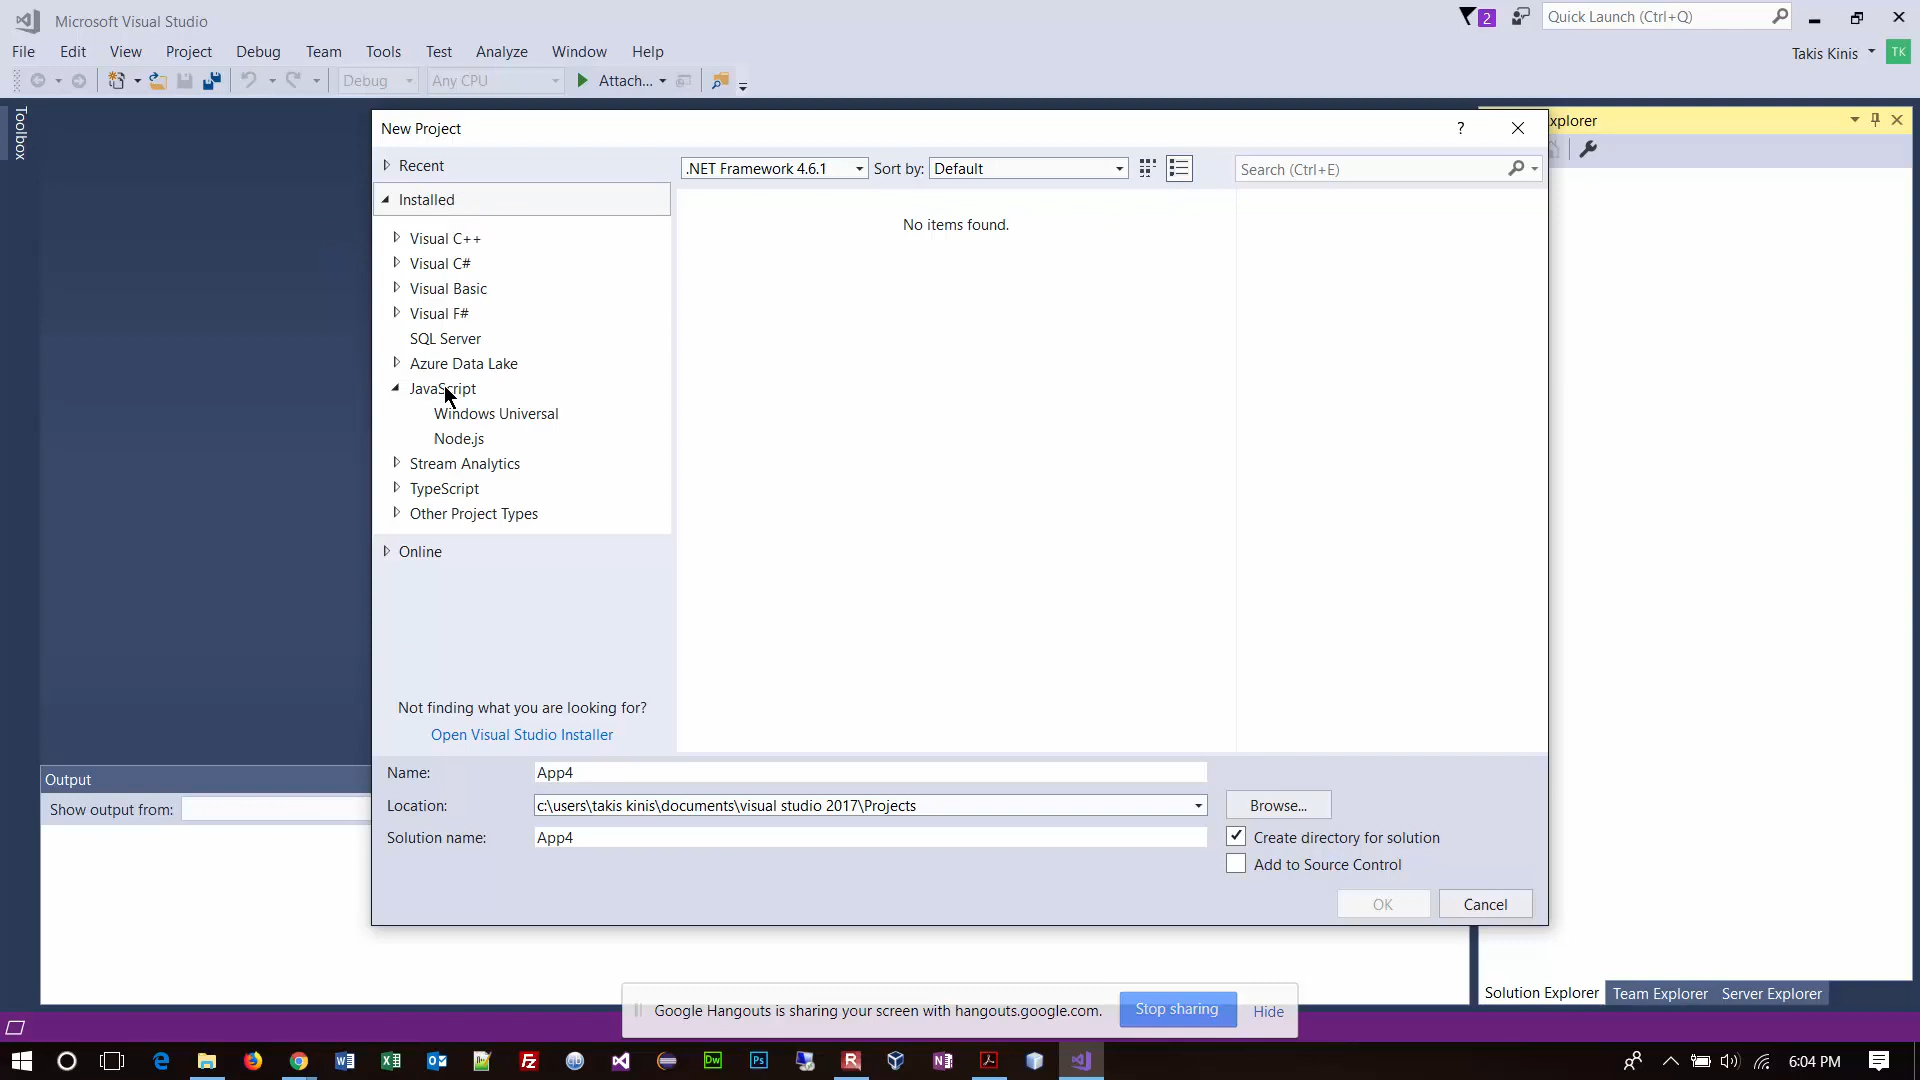 Microsoft Visual Studio
2
Quick Launch (Ctrl+Q)
File Edit View Project Debug Team Tools Test Analyze Window Help
Takis Kinis TK
Debug Any CPU Attach...
Toolbox
New Project
?
xplorer
Recent
.NET Framework 4.6.1 Sort by: Default
Search (Ctrl+E)
Installed
No items found.
Visual C++
Visual C#
Visual Basic
Visual F#
SQL Server
Azure Data Lake
JavaScript
Windows Universal
Node.js
Stream Analytics
TypeScript
Other Project Types
Online
Not finding what you are looking for?
Open Visual Studio Installer
Name: App4
Location: c:\users\takis kinis\documents\visual studio 2017\Projects Browse...
Solution name: App4
Create directory for solution
Add to Source Control
OK Cancel
Output
Show output from:
Solution Explorer Team Explorer Server Explorer
Google Hangouts is sharing your screen with hangouts.google.com. Stop sharing Hide
6:04 PM